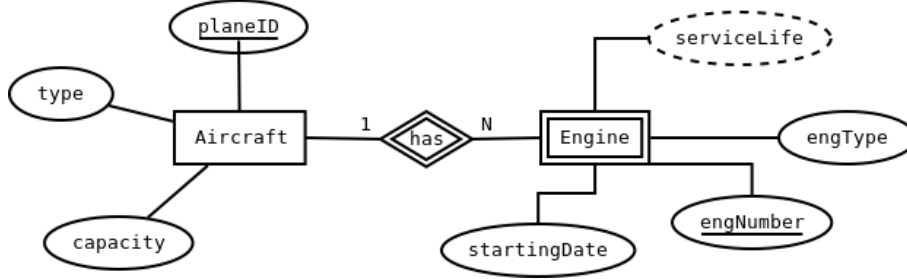 planeID
serviceLife
type
1
N
Aircraft
has
Engine
engType
engNumber
capacity
startingDate